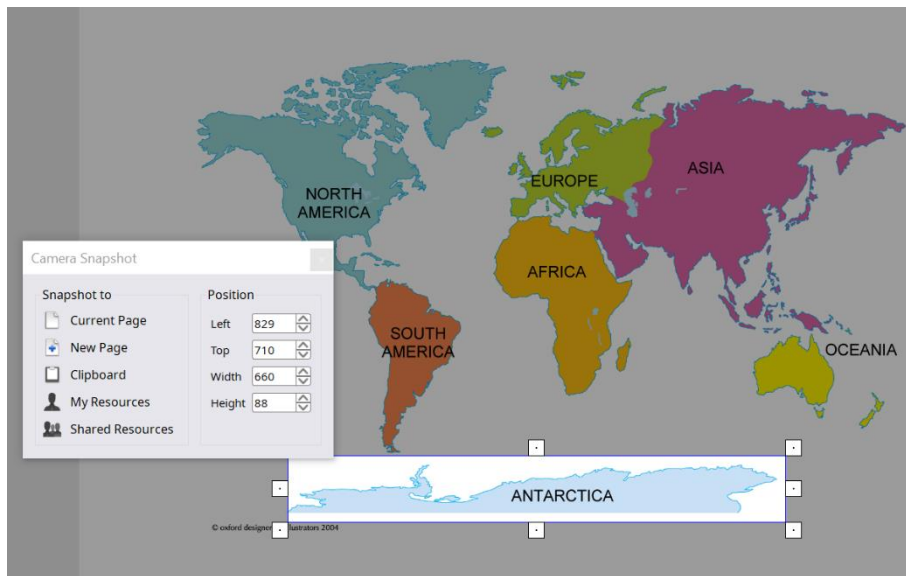 NORTH
AMERICA
EUROPE
ASIA
AFRICA
SOUTH
AMERICA
OCEANIA
ANTARCTICA
Camera Snapshot
Snapshot to
Current Page
New Page
Clipboard
My Resources
Shared Resources
Position
Left 829
Top 710
Width 660
Height 88
© oxford designers illustrators 2004